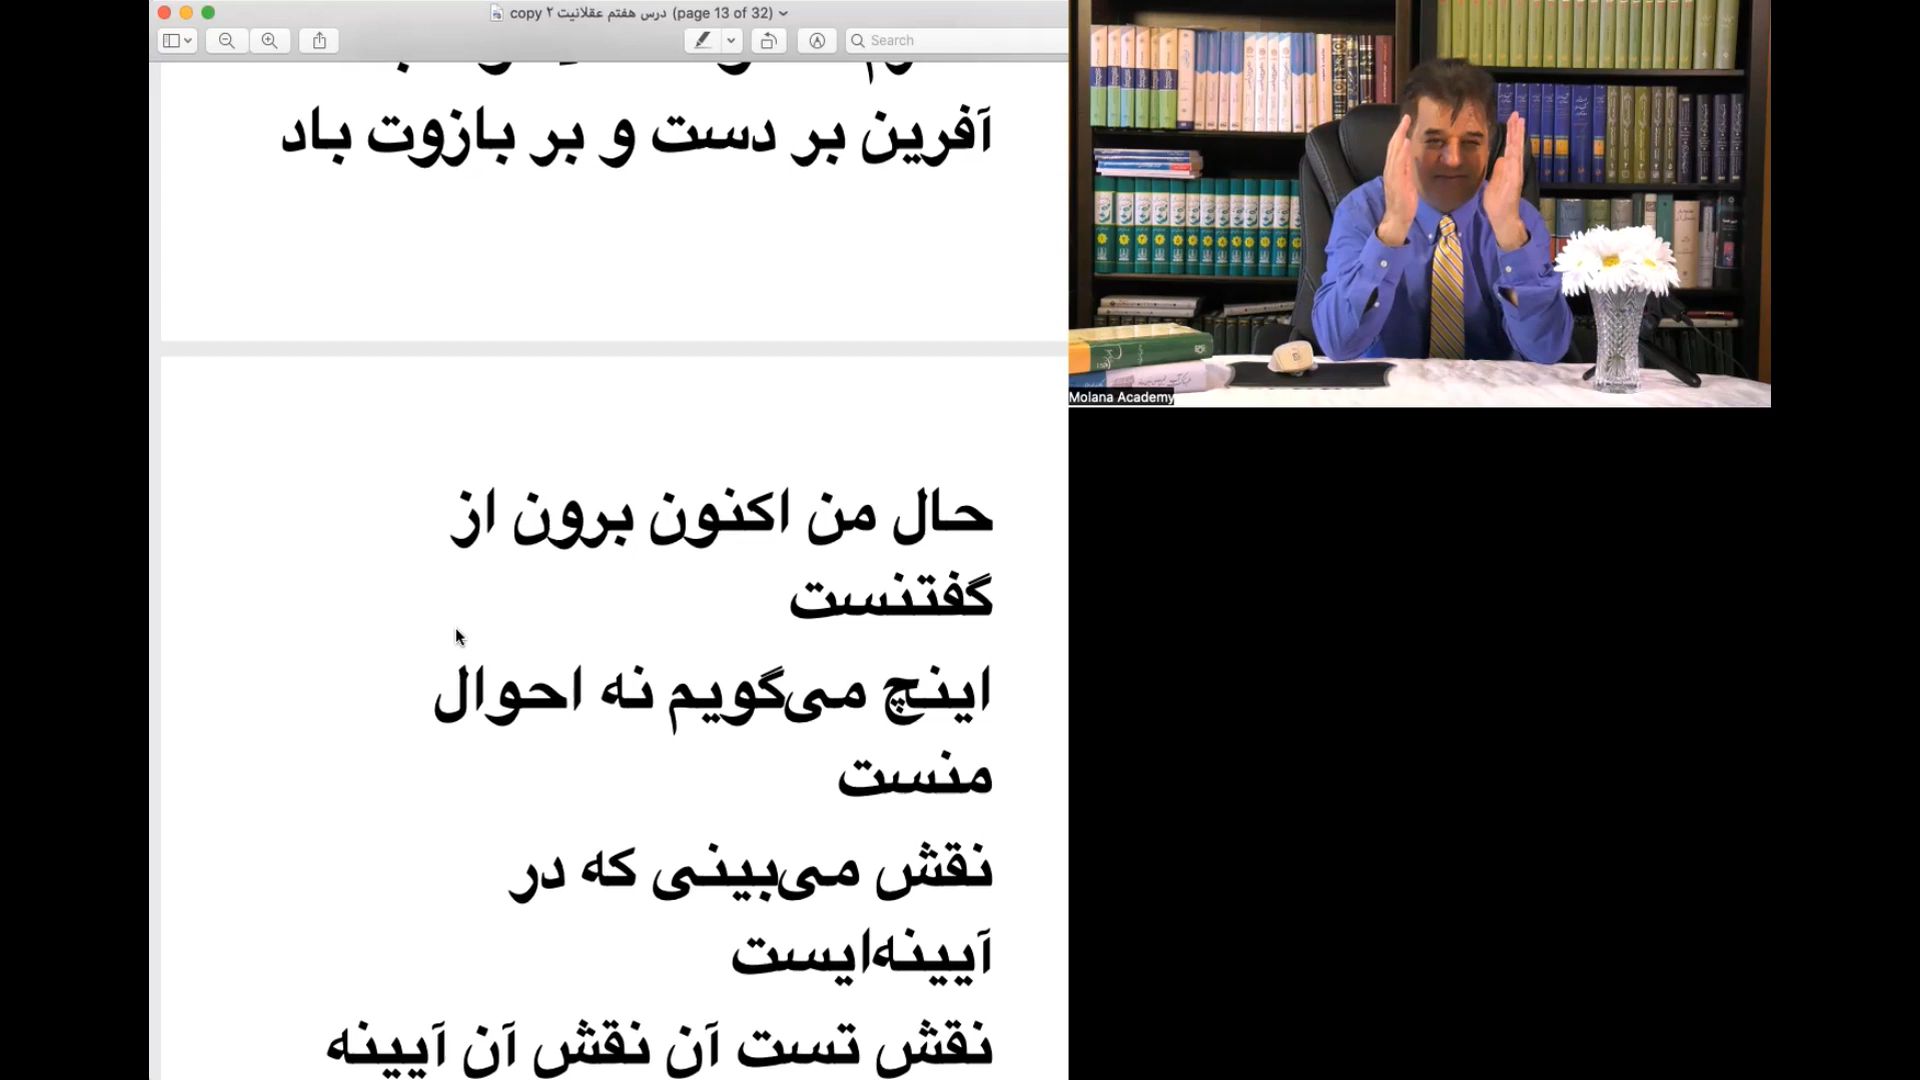 درس هفتم عقلانیت ۲ copy (page 13 of 32)
Search
آفرین بر دست و بر بازوت باد
حال من اکنون برون از
گفتنست
اینچ می‌گویم نه احوال
منست
نقش می‌بینی که در
آیینه‌ایست
نقش تست آن نقش آن آیینه
Molana Academy